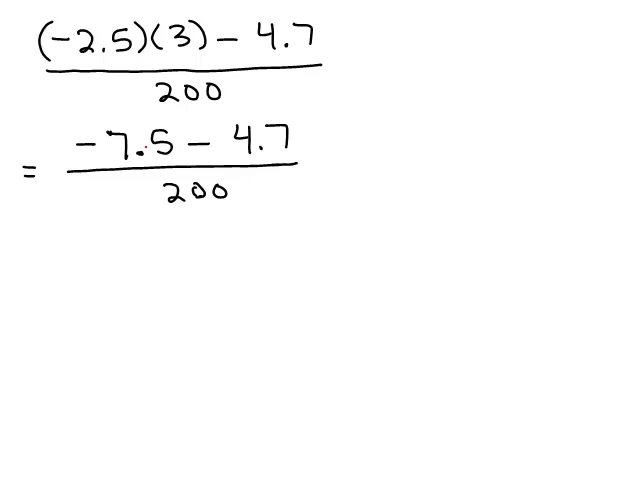 (-2.5)(3) - 4.7
200
-7.5 - 4.7
=
200